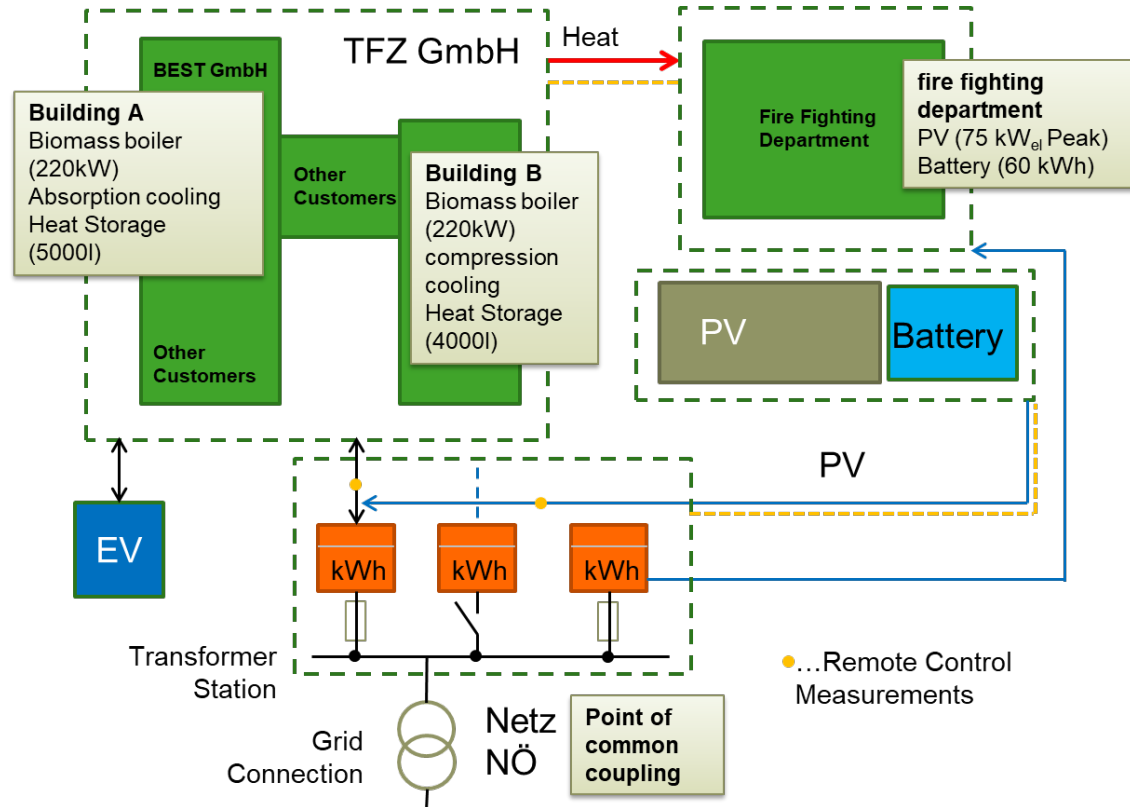 TFZ GmbH
Heat
BEST GmbH
Building A
Biomass boiler
(220kW)
Absorption cooling
Heat Storage
(5000l)
Other
Customers
Other
Customers
Building B
Biomass boiler
(220kW)
compression
cooling
Heat Storage
(4000l)
Fire Fighting
Department
fire fighting
department
PV (75 kWel Peak)
Battery (60 kWh)
PV
Battery
PV
EV
kWh
kWh
kWh
Transformer
Station
...Remote Control
Measurements
Grid
Connection
Netz
NÖ
Point of
common
coupling